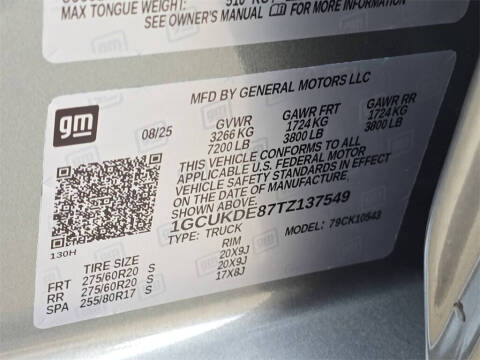 MAX TONGUE WEIGHT:
SEE OWNER'S MANUAL FOR MORE INFORMATION
MFD BY GENERAL MOTORS LLC
gm
08/25 GVWR GAWR FRT GAWR RR
3266 KG 1724 KG 1724 KG
7200 LB 3800 LB 3800 LB
THIS VEHICLE CONFORMS TO ALL
APPLICABLE U.S. FEDERAL MOTOR
VEHICLE SAFETY STANDARDS IN EFFECT
ON THE DATE OF MANUFACTURE SHOWN ABOVE.
1GCUKDE87TZ137549
TYPE: TRUCK MODEL: 79CK10543
130H
TIRE SIZE RIM
FRT 275/60R20 S 20X9J
RR 275/60R20 S 20X9J
SPA 255/80R17 S 17X8J